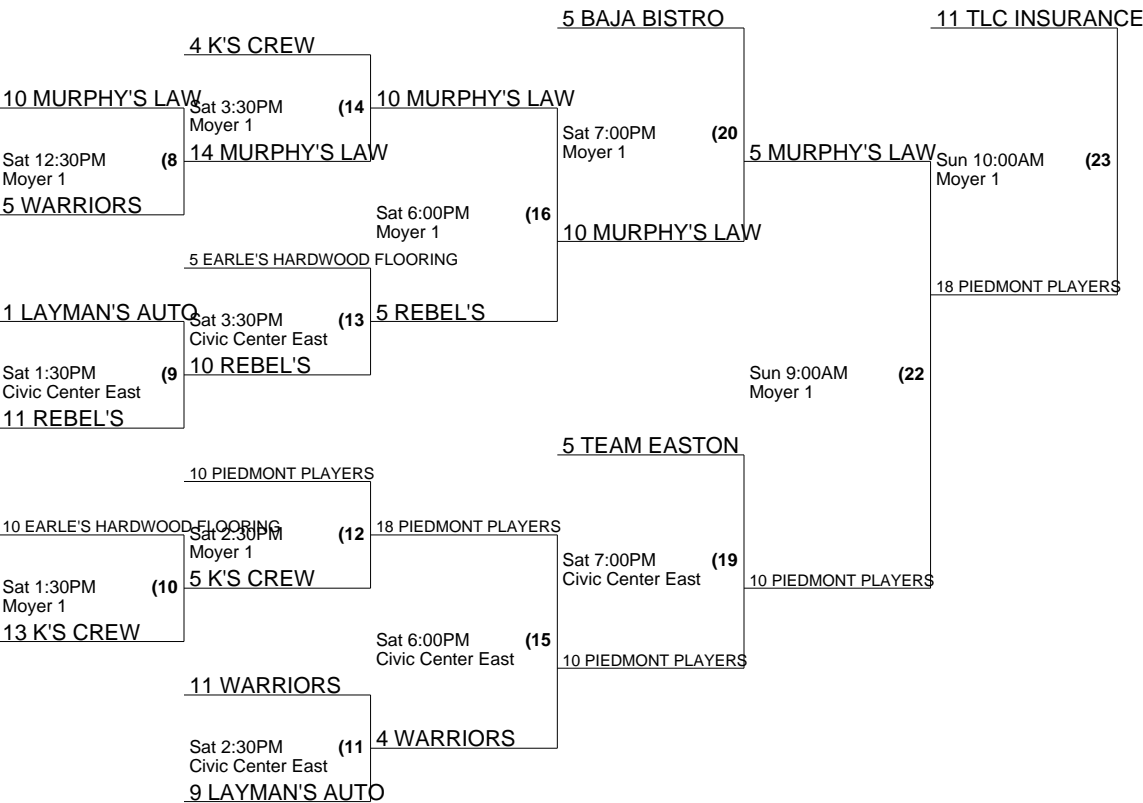 5 BAJA BISTRO
11 TLC INSURANCE
4 K'S CREW
10 MURPHY'S LAW
Sat 3:30PM (14
Moyer 1
10 MURPHY'S LAW
Sat 7:00PM (20
Moyer 1
Sat 12:30PM (8
Moyer 1
14 MURPHY'S LAW
5 MURPHY'S LAW
Sun 10:00AM (23
Moyer 1
5 WARRIORS
Sat 6:00PM (16
Moyer 1
10 MURPHY'S LAW
5 EARLE'S HARDWOOD FLOORING
18 PIEDMONT PLAYERS
1 LAYMAN'S AUTO
Sat 3:30PM (13
Civic Center East
5 REBEL'S
Sat 1:30PM (9
Civic Center East
10 REBEL'S
Sun 9:00AM (22
Moyer 1
11 REBEL'S
5 TEAM EASTON
10 PIEDMONT PLAYERS
10 EARLE'S HARDWOOD FLOORING
Sat 2:30PM (12
Moyer 1
18 PIEDMONT PLAYERS
Sat 7:00PM (19
Civic Center East
Sat 1:30PM (10
Moyer 1
5 K'S CREW
10 PIEDMONT PLAYERS
13 K'S CREW
Sat 6:00PM (15
Civic Center East
10 PIEDMONT PLAYERS
11 WARRIORS
Sat 2:30PM (11
Civic Center East
4 WARRIORS
9 LAYMAN'S AUTO